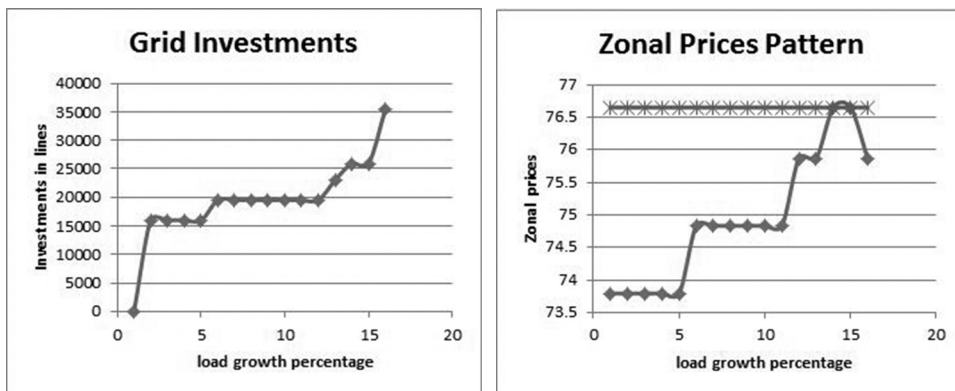 Grid Investments
40000
35000
30000
25000
20000
15000
10000
5000
0
0 5 10 15 20
Investments in lines
load growth percentage
Zonal Prices Pattern
77
76.5
76
75.5
75
74.5
74
73.5
0 5 10 15 20
Zonal prices
load growth percentage